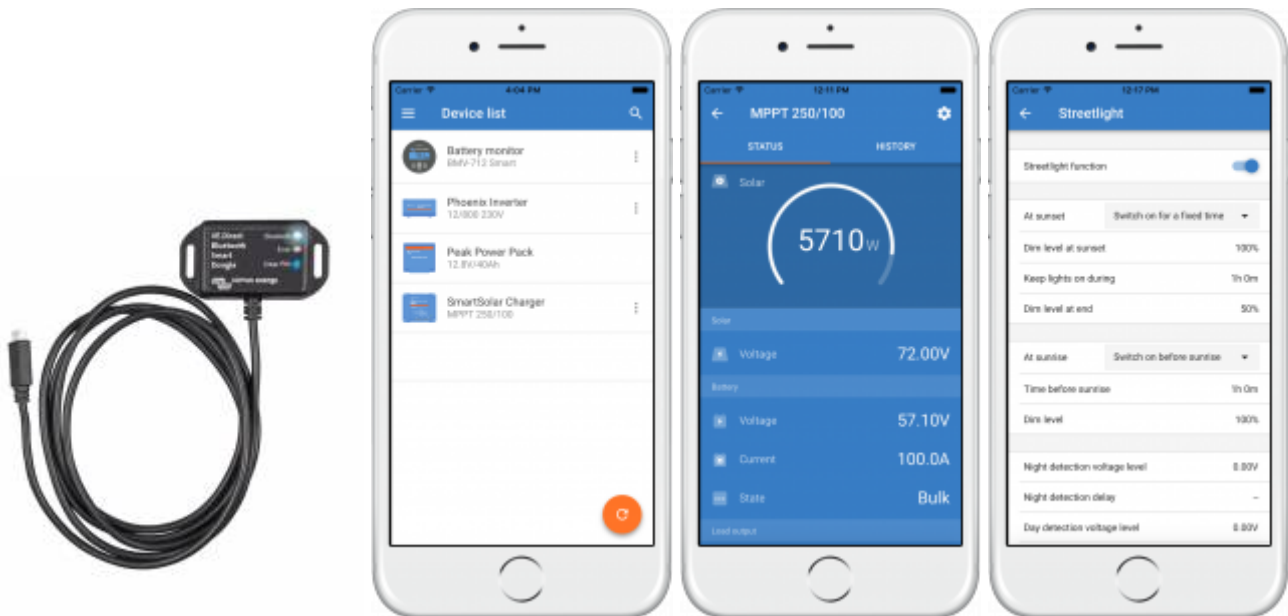 VE.Direct
Bluetooth
Smart
Dongle
victron energy
Carrier 4:04 PM
Device list
Battery monitor
BMV-712 Smart
Phoenix Inverter
12/800 230V
Peak Power Pack
12.8V/40Ah
SmartSolar Charger
MPPT 250/100
Carrier 12:11 PM
MPPT 250/100
STATUS HISTORY
Solar
5710W
Solar
Voltage 72.00V
Battery
Voltage 57.10V
Current 100.0A
State Bulk
Load output
Carrier 12:17 PM
Streetlight
Streetlight function
At sunset Switch on for a fixed time
Dim level at sunset 100%
Keep lights on during 1h 0m
Dim level at end 50%
At sunrise Switch on before sunrise
Time before sunrise 1h 0m
Dim level 100%
Night detection voltage level 0.00V
Night detection delay –
Day detection voltage level 0.00V